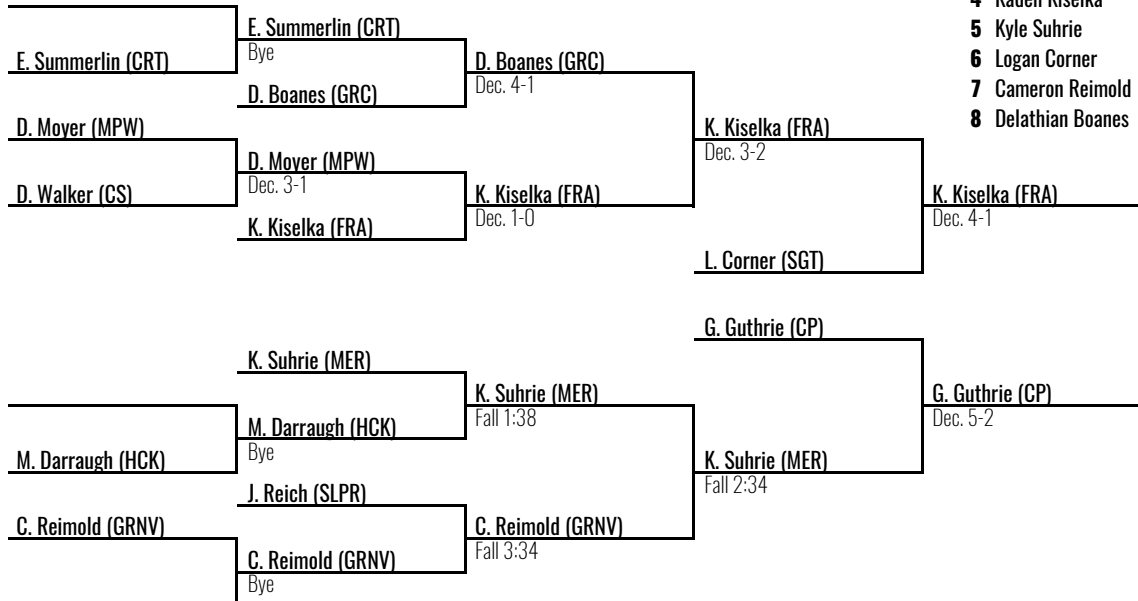 4 Kaden Kiselka
5 Kyle Suhrie
6 Logan Corner
7 Cameron Reimold
8 Delathian Boanes
E. Summerlin (CRT)
D. Moyer (MPW)
D. Walker (CS)
M. Darraugh (HCK)
C. Reimold (GRNV)
E. Summerlin (CRT)
Bye
D. Boanes (GRC)
D. Moyer (MPW)
Dec. 3-1
K. Kiselka (FRA)
K. Suhrie (MER)
M. Darraugh (HCK)
Bye
J. Reich (SLPR)
C. Reimold (GRNV)
Bye
D. Boanes (GRC)
Dec. 4-1
K. Kiselka (FRA)
Dec. 1-0
K. Suhrie (MER)
Fall 1:38
C. Reimold (GRNV)
Fall 3:34
K. Kiselka (FRA)
Dec. 3-2
L. Corner (SGT)
G. Guthrie (CP)
K. Suhrie (MER)
Fall 2:34
K. Kiselka (FRA)
Dec. 4-1
G. Guthrie (CP)
Dec. 5-2